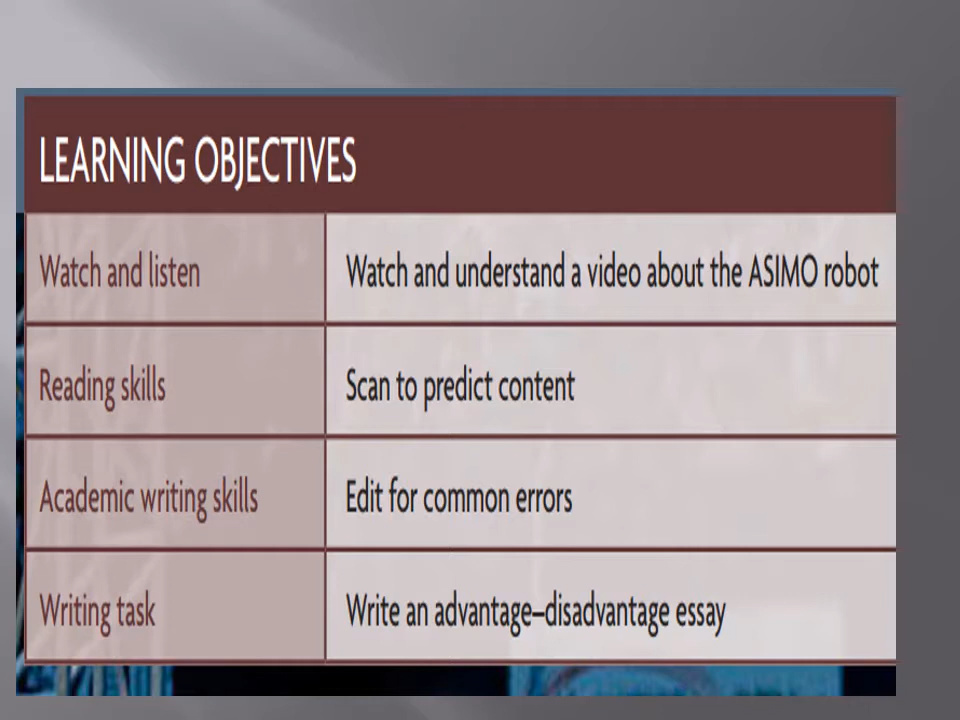 LEARNING OBJECTIVES
Watch and listen Watch and understand a video about the ASIMO robot
Reading skills Scan to predict content
Academic writing skills Edit for common errors
Writing task Write an advantage–disadvantage essay